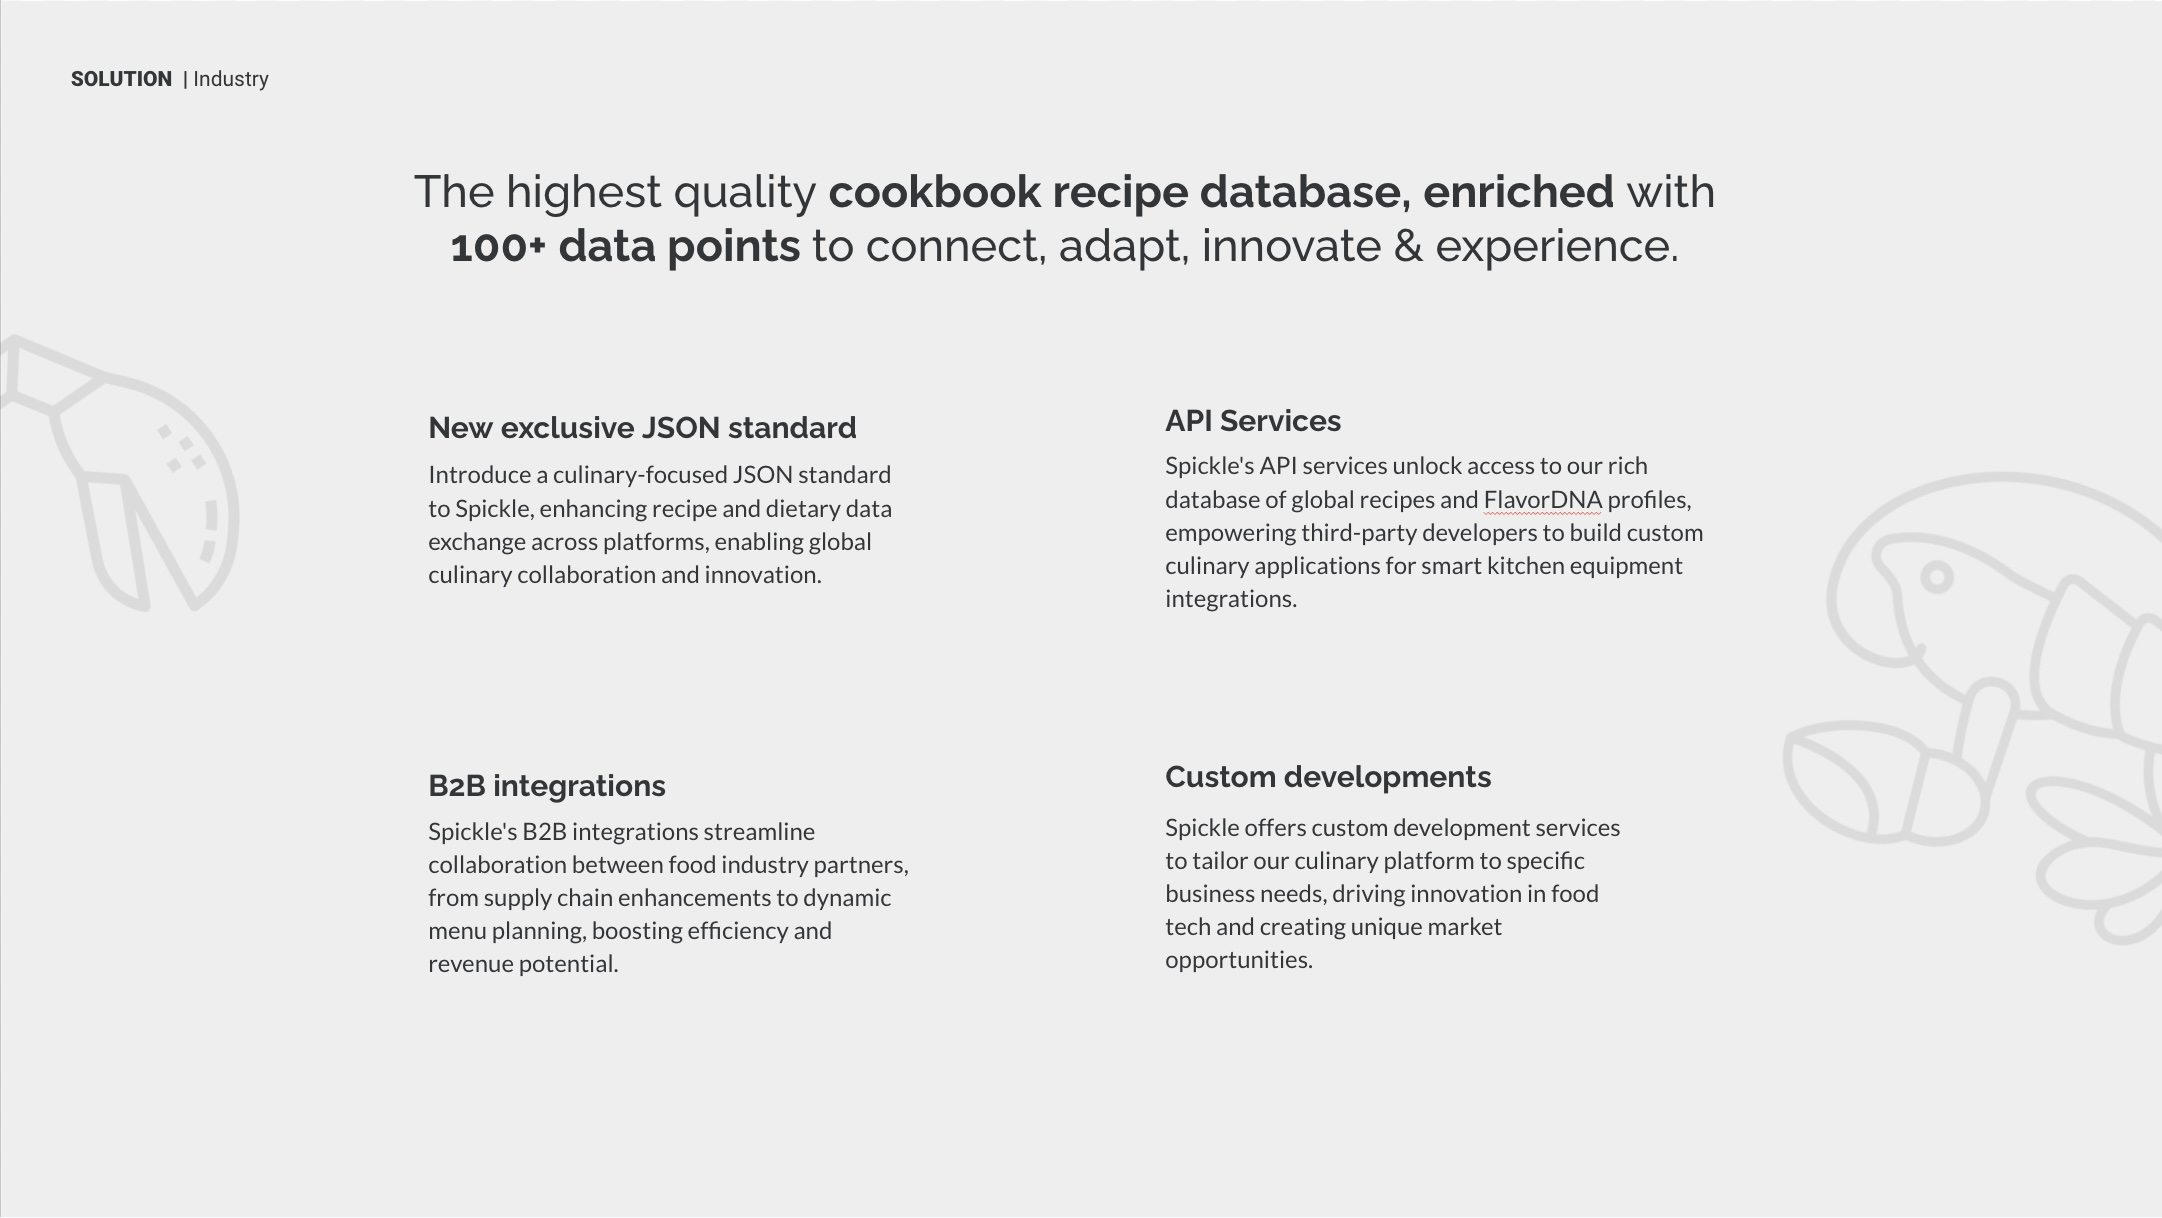 SOLUTION | Industry
The highest quality cookbook recipe database, enriched with
100+ data points to connect, adapt, innovate & experience.
New exclusive JSON standard
Introduce a culinary-focused JSON standard
to Spickle, enhancing recipe and dietary data
exchange across platforms, enabling global
culinary collaboration and innovation.
API Services
Spickle's API services unlock access to our rich
database of global recipes and FlavorDNA profiles,
empowering third-party developers to build custom
culinary applications for smart kitchen equipment
integrations.
B2B integrations
Spickle's B2B integrations streamline
collaboration between food industry partners,
from supply chain enhancements to dynamic
menu planning, boosting efficiency and
revenue potential.
Custom developments
Spickle offers custom development services
to tailor our culinary platform to specific
business needs, driving innovation in food
tech and creating unique market
opportunities.